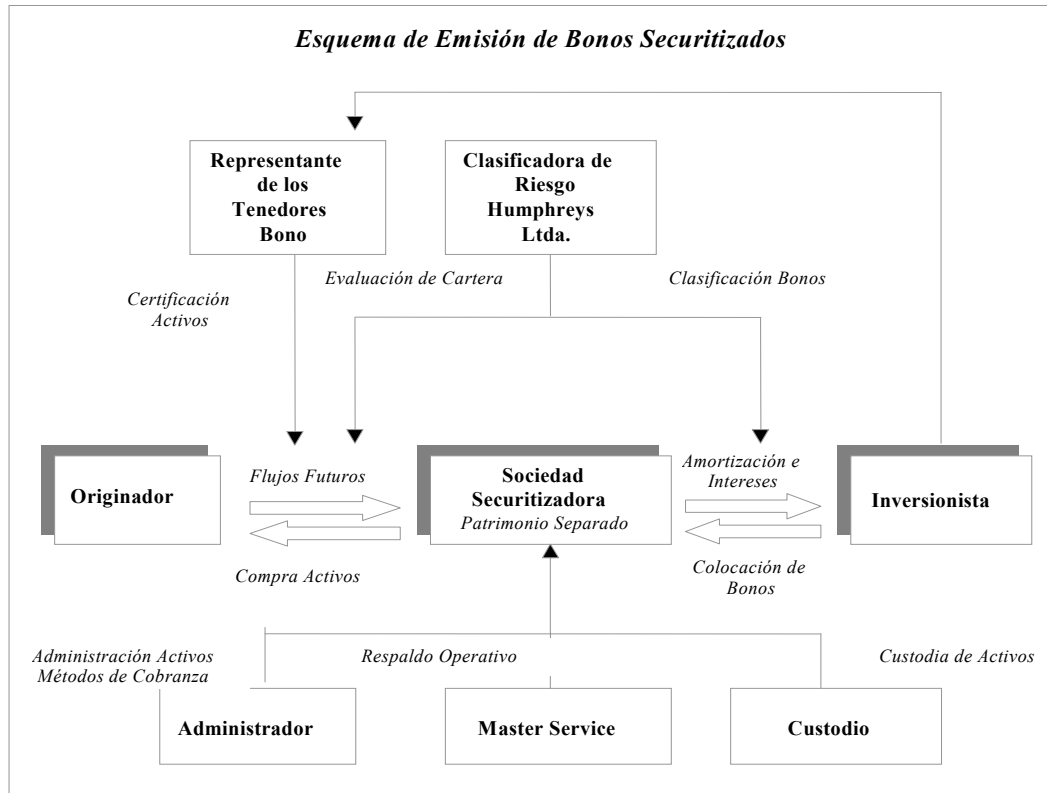 Esquema de Emisión de Bonos Securitizados
Representante
de los
Tenedores
Bono
Clasificadora de
Riesgo
Humphreys
Ltda.
Certificación
Activos
Evaluación de Cartera
Clasificación Bonos
Originador
Flujos Futuros
Compra Activos
Sociedad
Securitizadora
Patrimonio Separado
Amortización e
Intereses
Colocación de
Bonos
Inversionista
Administración Activos
Métodos de Cobranza
Respaldo Operativo
Custodia de Activos
Administrador
Master Service
Custodio